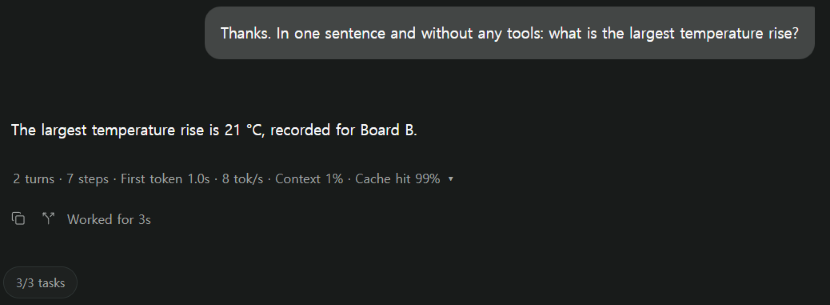 Thanks. In one sentence and without any tools: what is the largest temperature rise?
The largest temperature rise is 21 °C, recorded for Board B.
2 turns · 7 steps · First token 1.0s · 8 tok/s · Context 1% · Cache hit 99% ▾
Worked for 3s
3/3 tasks